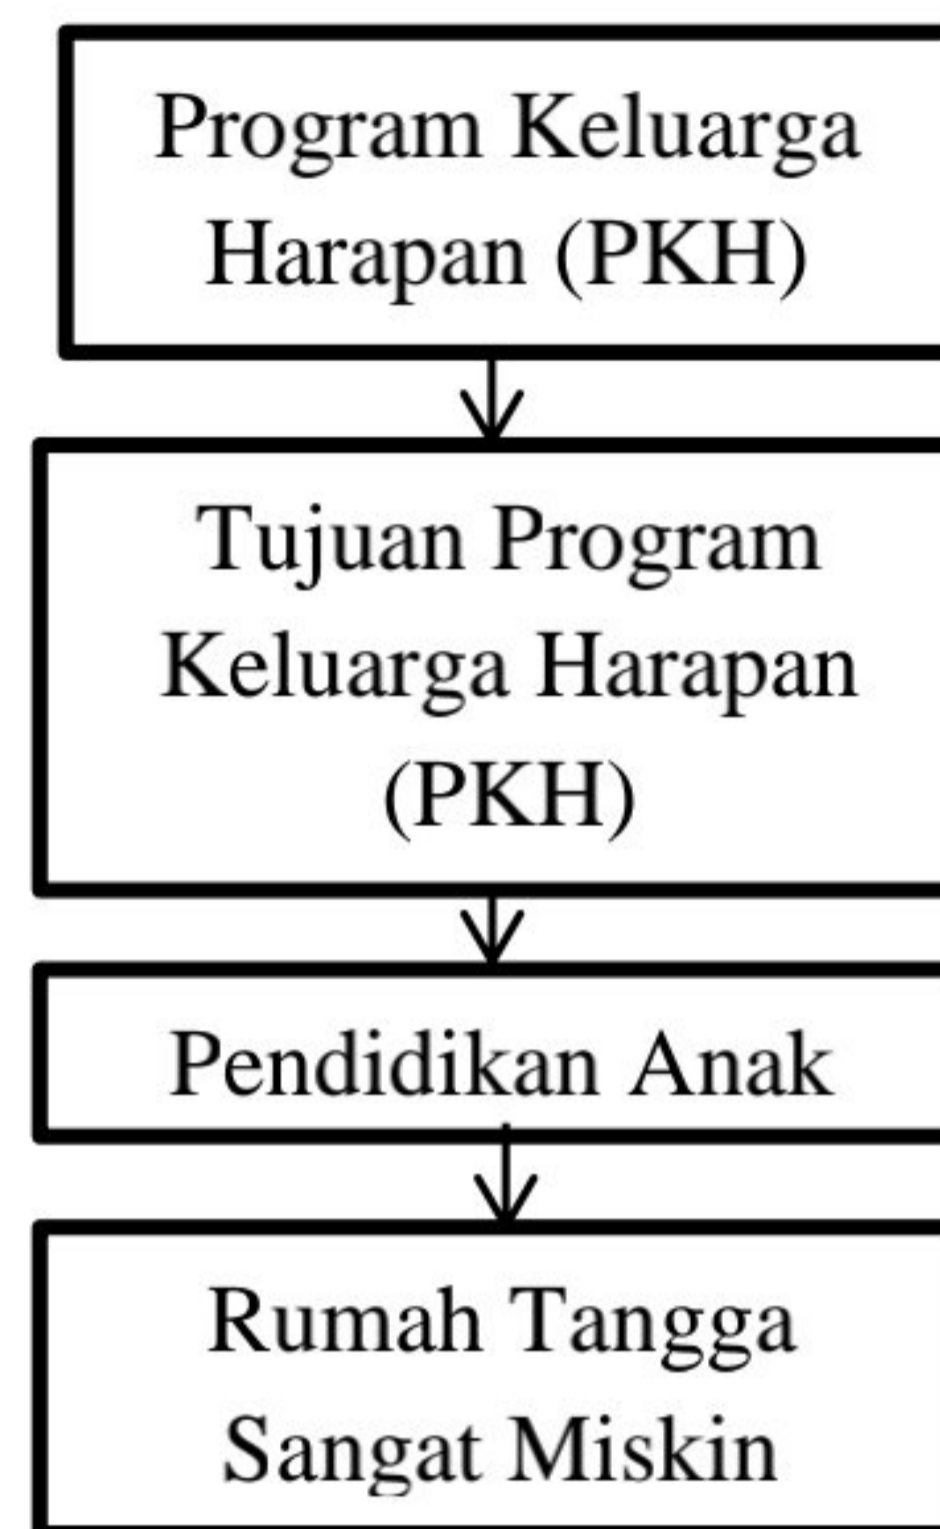 Program Keluarga
Harapan (PKH)
Tujuan Program
Keluarga Harapan
(PKH)
Pendidikan Anak
Rumah Tangga
Sangat Miskin